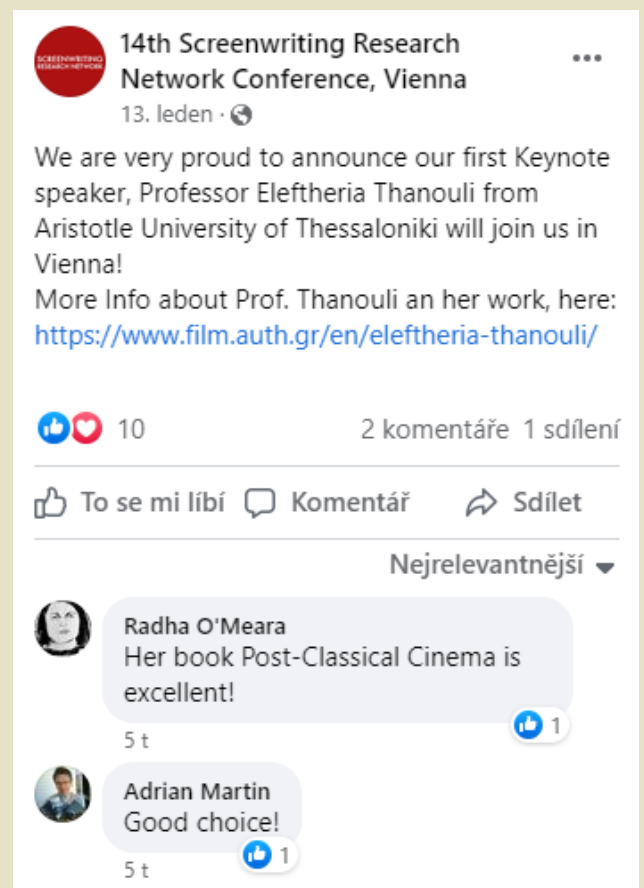 SCREENWRITING
RESEARCH NETWORK
14th Screenwriting Research
Network Conference, Vienna
13. leden ·
We are very proud to announce our first Keynote
speaker, Professor Eleftheria Thanouli from
Aristotle University of Thessaloniki will join us in
Vienna!
More Info about Prof. Thanouli an her work, here:
https://www.film.auth.gr/en/eleftheria-thanouli/
10 2 komentáře 1 sdílení
To se mi líbí Komentář Sdílet
Nejrelevantnější
Radha O'Meara
Her book Post-Classical Cinema is
excellent!
1
5 t
Adrian Martin
Good choice!
1
5 t